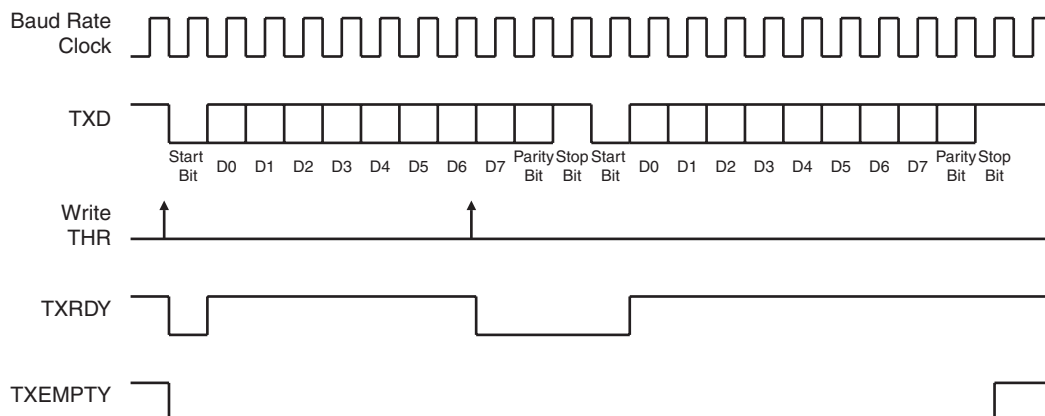 Baud Rate
Clock
TXD
Start
Bit
D0
D1
D2
D3
D4
D5
D6
D7
Parity
Bit
Stop
Bit
Start
Bit
D0
D1
D2
D3
D4
D5
D6
D7
Parity
Bit
Stop
Bit
Write
THR
TXRDY
TXEMPTY